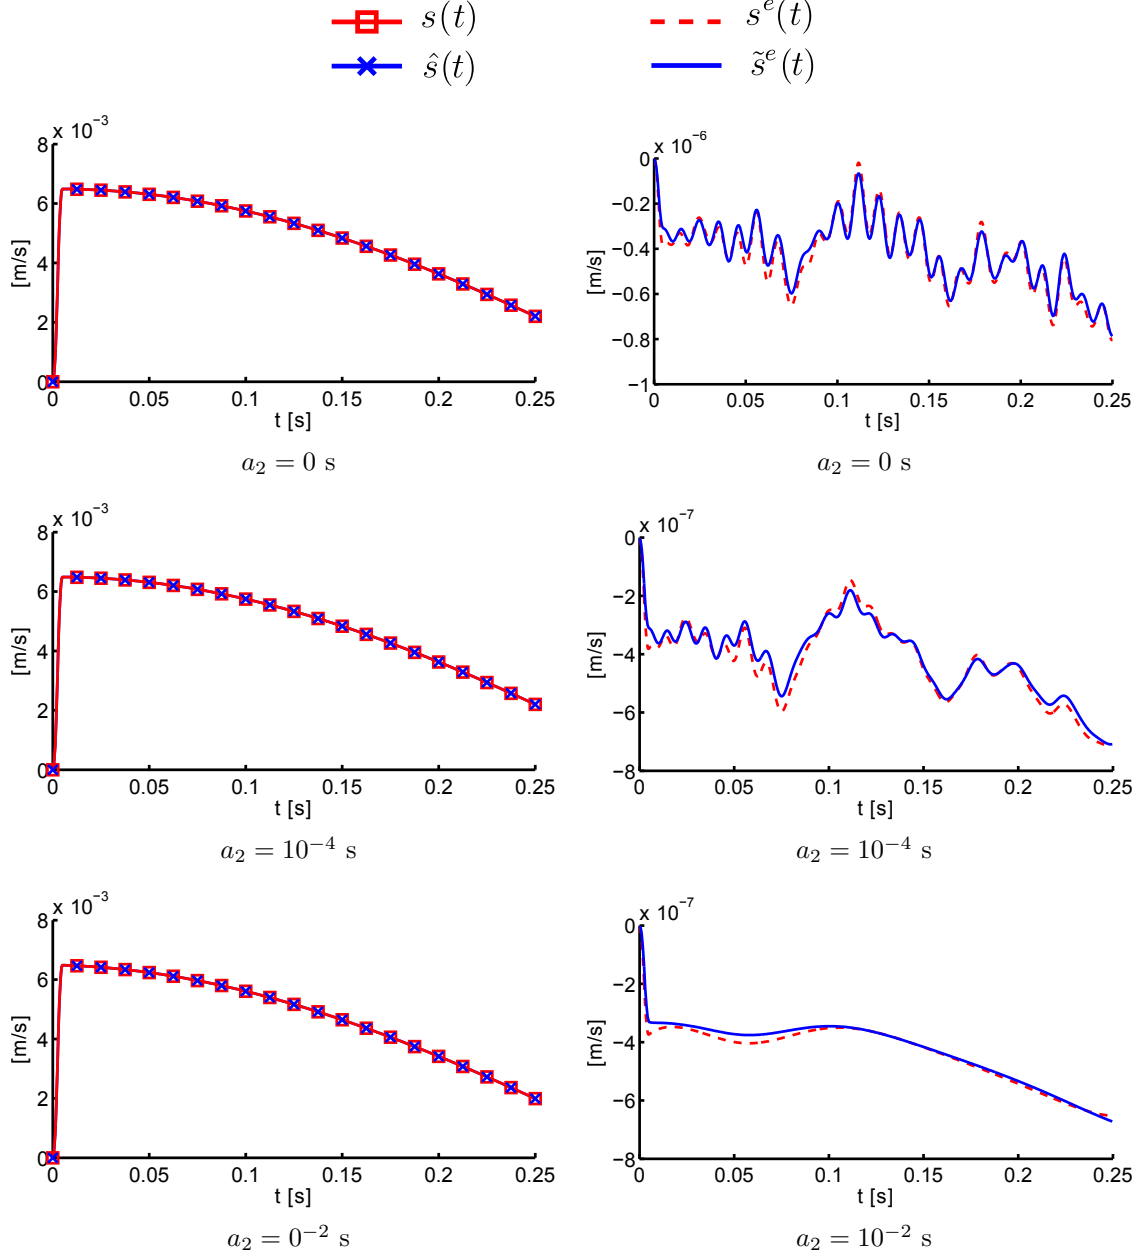 s(t)
s^e(t)
ŝ(t)
s̃^e(t)
x 10^−3
8
6
4
2
0
[m/s]
0 0.05 0.1 0.15 0.2 0.25
t [s]
a_2 = 0 s
x 10^−6
0
−0.2
−0.4
−0.6
−0.8
−1
[m/s]
0 0.05 0.1 0.15 0.2 0.25
t [s]
a_2 = 0 s
x 10^−3
8
6
4
2
0
[m/s]
0 0.05 0.1 0.15 0.2 0.25
t [s]
a_2 = 10^−4 s
x 10^−7
0
−2
−4
−6
−8
[m/s]
0 0.05 0.1 0.15 0.2 0.25
t [s]
a_2 = 10^−4 s
x 10^−3
8
6
4
2
0
[m/s]
0 0.05 0.1 0.15 0.2 0.25
t [s]
a_2 = 0^−2 s
x 10^−7
0
−2
−4
−6
−8
[m/s]
0 0.05 0.1 0.15 0.2 0.25
t [s]
a_2 = 10^−2 s